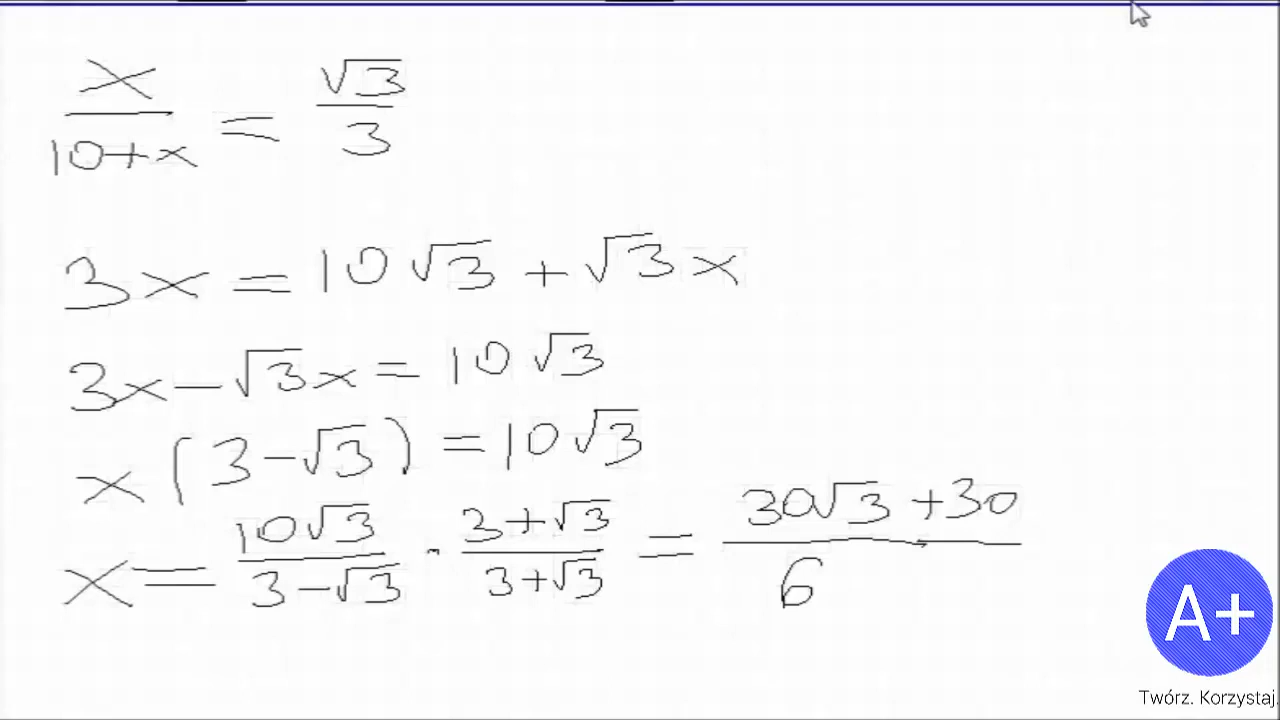 x/(10+x) = √3/3
3x = 10√3 + √3x
3x − √3x = 10√3
x(3 − √3) = 10√3
x = 10√3/(3 − √3) · (3 + √3)/(3 + √3) = (30√3 + 30)/6
A+
Twórz. Korzystaj.